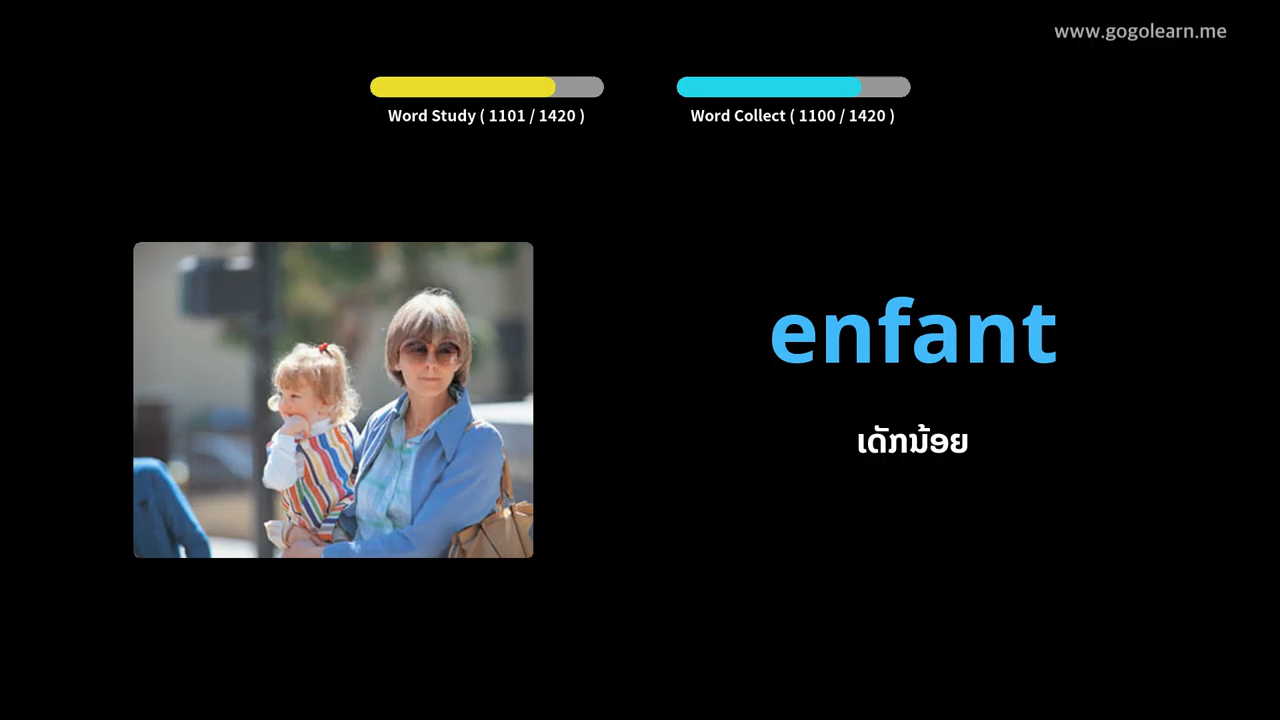 www.gogolearn.me
Word Study ( 1101 / 1420 )
Word Collect ( 1100 / 1420 )
enfant
ເດັກນ້ອຍ